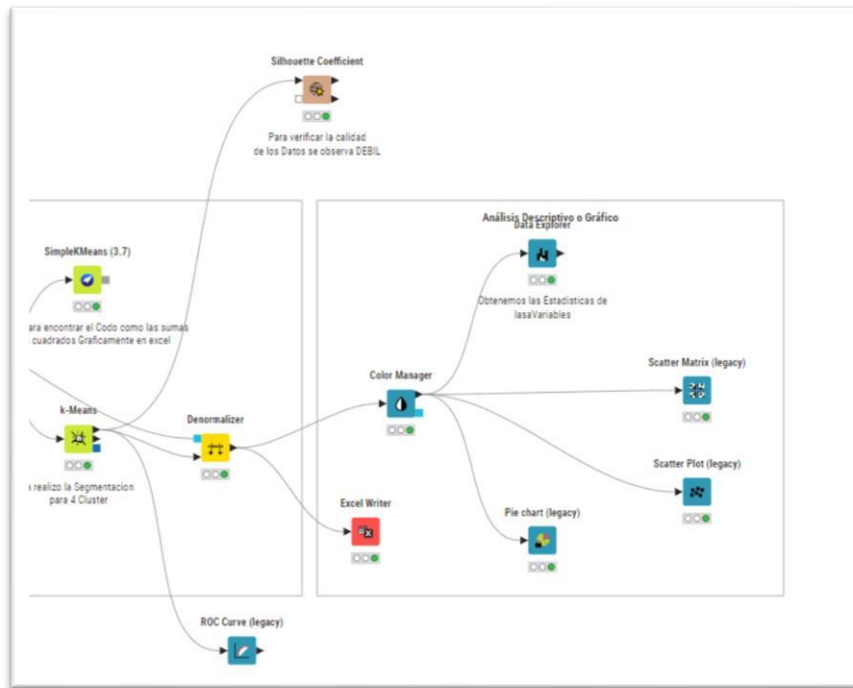 Silhouette Coefficient
Para verificar la calidad
de los Datos se observa DEBIL
SimpleKMeans (3.7)
ara encontrar el Codo como las sumas
cuadrados Graficamente en excel
k-Means
realizo la Segmentacion
para 4 Cluster
Denormalizer
Excel Writer
ROC Curve (legacy)
Análisis Descriptivo o Gráfico
Data Explorer
Obtenemos las Estadisticas de
lasaVariables
Color Manager
Scatter Matrix (legacy)
Scatter Plot (legacy)
Pie chart (legacy)